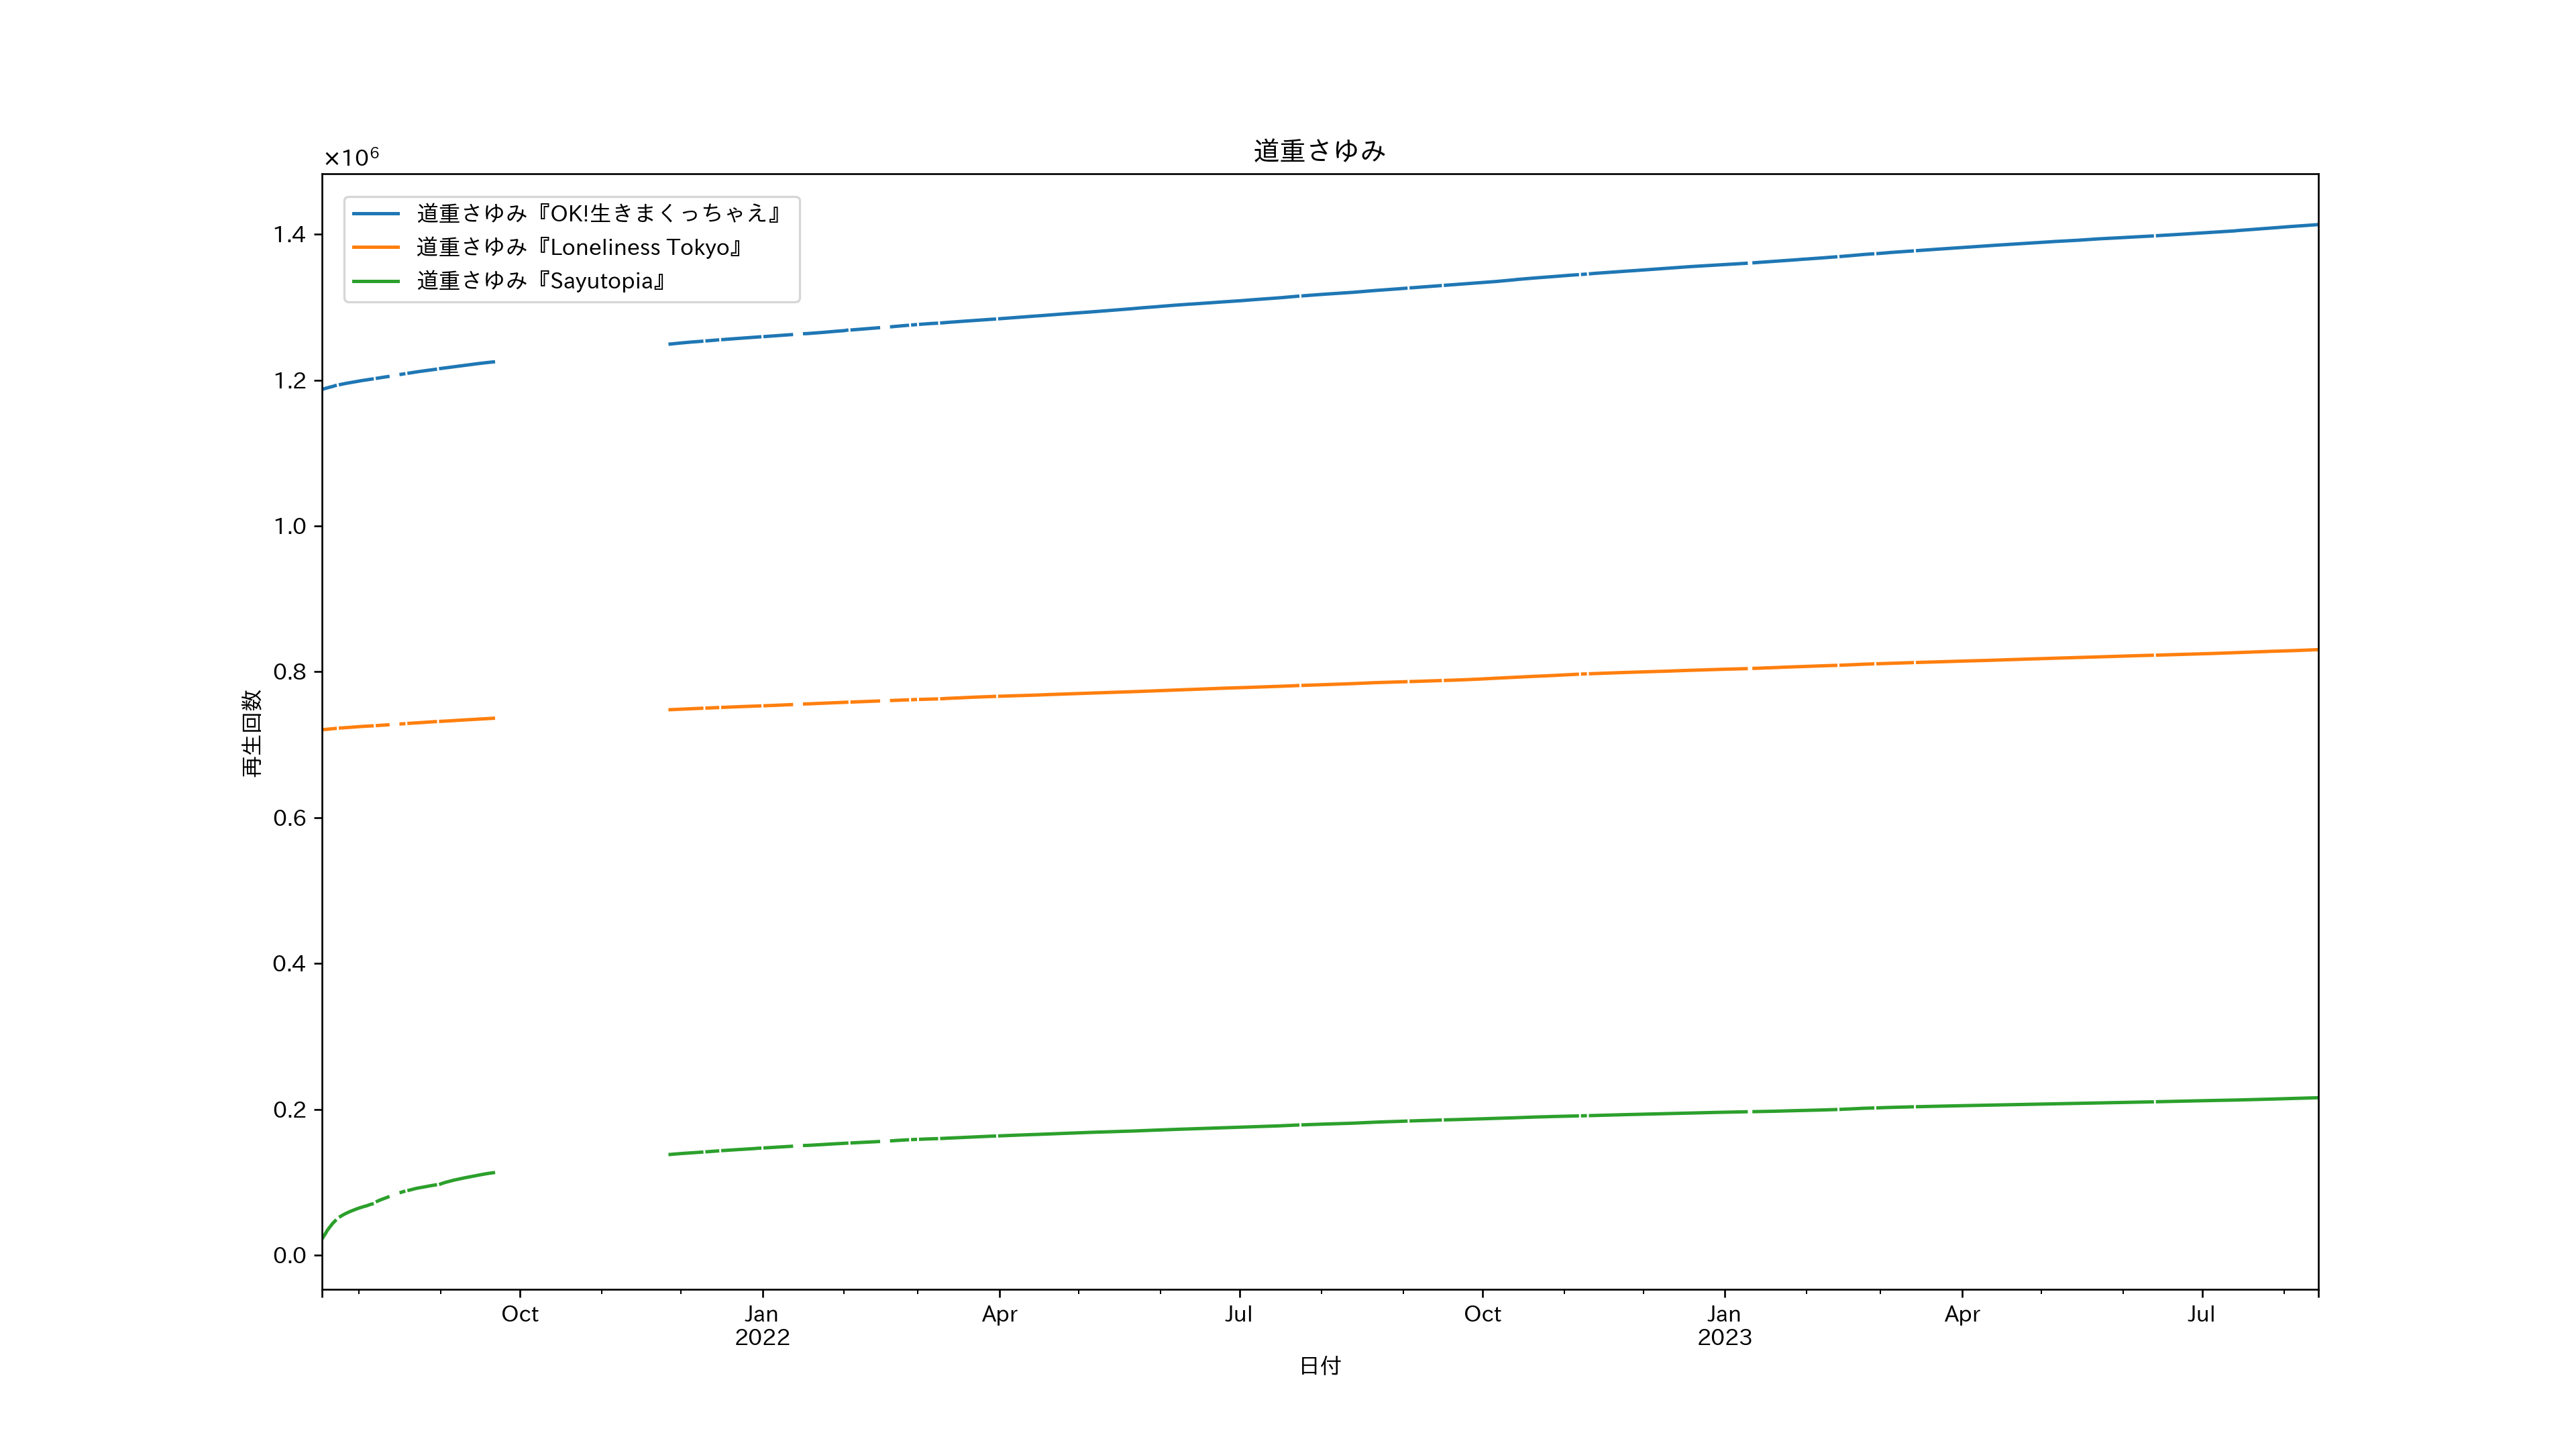 道重さゆみ
×10⁶
道重さゆみ『OK!生きまくっちゃえ』
道重さゆみ『Loneliness Tokyo』
道重さゆみ『Sayutopia』
1.4
1.2
1.0
0.8
0.6
0.4
0.2
0.0
再生回数
Oct
Jan
2022
Apr
Jul
Oct
Jan
2023
Apr
Jul
日付